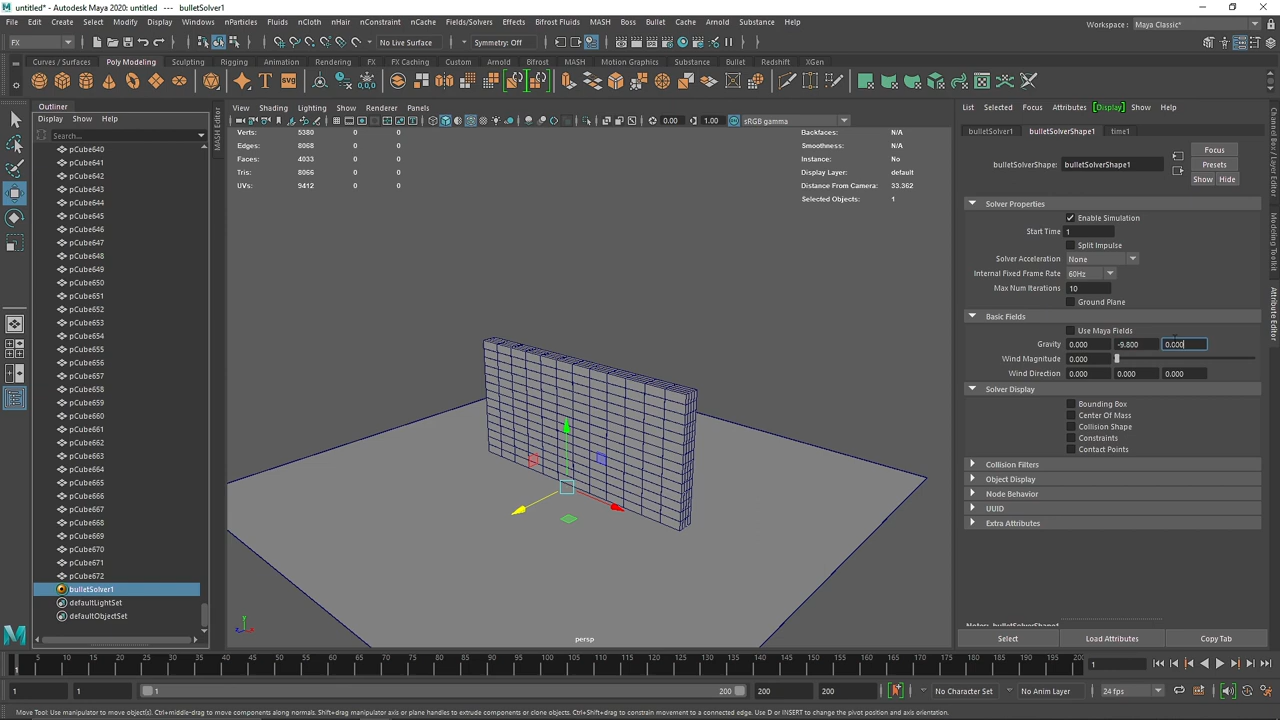 untitled* - Autodesk Maya 2020: untitled --- bulletSolver1
File Edit Create Select Modify Display Windows nParticles Fluids nCloth nHair nConstraint nCache Fields/Solvers Effects Bifrost Fluids MASH Boss Bullet Cache Arnold Substance Help
Workspace : Maya Classic*
FX
No Live Surface
Symmetry: Off
Curves / Surfaces Poly Modeling Sculpting Rigging Animation Rendering FX FX Caching Custom Arnold Bifrost MASH Motion Graphics Substance Bullet Redshift XGen
Outliner
Display Show Help
Search...
pCube640
pCube641
pCube642
pCube643
pCube644
pCube645
pCube646
pCube647
pCube648
pCube649
pCube650
pCube651
pCube652
pCube653
pCube654
pCube655
pCube656
pCube657
pCube658
pCube659
pCube660
pCube661
pCube662
pCube663
pCube664
pCube665
pCube666
pCube667
pCube668
pCube669
pCube670
pCube671
pCube672
bulletSolver1
defaultLightSet
defaultObjectSet
MASH Editor
View Shading Lighting Show Renderer Panels
0.00 1.00 sRGB gamma
Verts: 5380 0 0
Edges: 8068 0 0
Faces: 4033 0 0
Tris: 8066 0 0
UVs: 9412 0 0
Backfaces: N/A
Smoothness: N/A
Instance: No
Display Layer: default
Distance From Camera: 33.362
Selected Objects: 1
persp
List Selected Focus Attributes [Display] Show Help
bulletSolver1 bulletSolverShape1 time1
bulletSolverShape: bulletSolverShape1
Focus
Presets
Show Hide
Solver Properties
Enable Simulation
Start Time 1
Split Impulse
Solver Acceleration None
Internal Fixed Frame Rate 60Hz
Max Num Iterations 10
Ground Plane
Basic Fields
Use Maya Fields
Gravity 0.000 -9.800 0.000
Wind Magnitude 0.000
Wind Direction 0.000 0.000 0.000
Solver Display
Bounding Box
Center Of Mass
Collision Shape
Constraints
Contact Points
Collision Filters
Object Display
Node Behavior
UUID
Extra Attributes
Notes: bulletSolverShape1
Select Load Attributes Copy Tab
Channel Box / Layer Editor
Modeling Toolkit
Attribute Editor
5 10 15 20 25 30 35 40 45 50 55 60 65 70 75 80 85 90 95 100 105 110 115 120 125 130 135 140 145 150 155 160 165 170 175 180 185 190 195 200
1
1 1 1 200 200 200 No Character Set No Anim Layer 24 fps
Move Tool: Use manipulator to move object(s). Ctrl+middle-drag to move components along normals. Shift+drag manipulator axis or plane handles to extrude components or clone objects. Ctrl+Shift+drag to constrain movement to a connected edge. Use D or INSERT to change the pivot position and axis orientation.